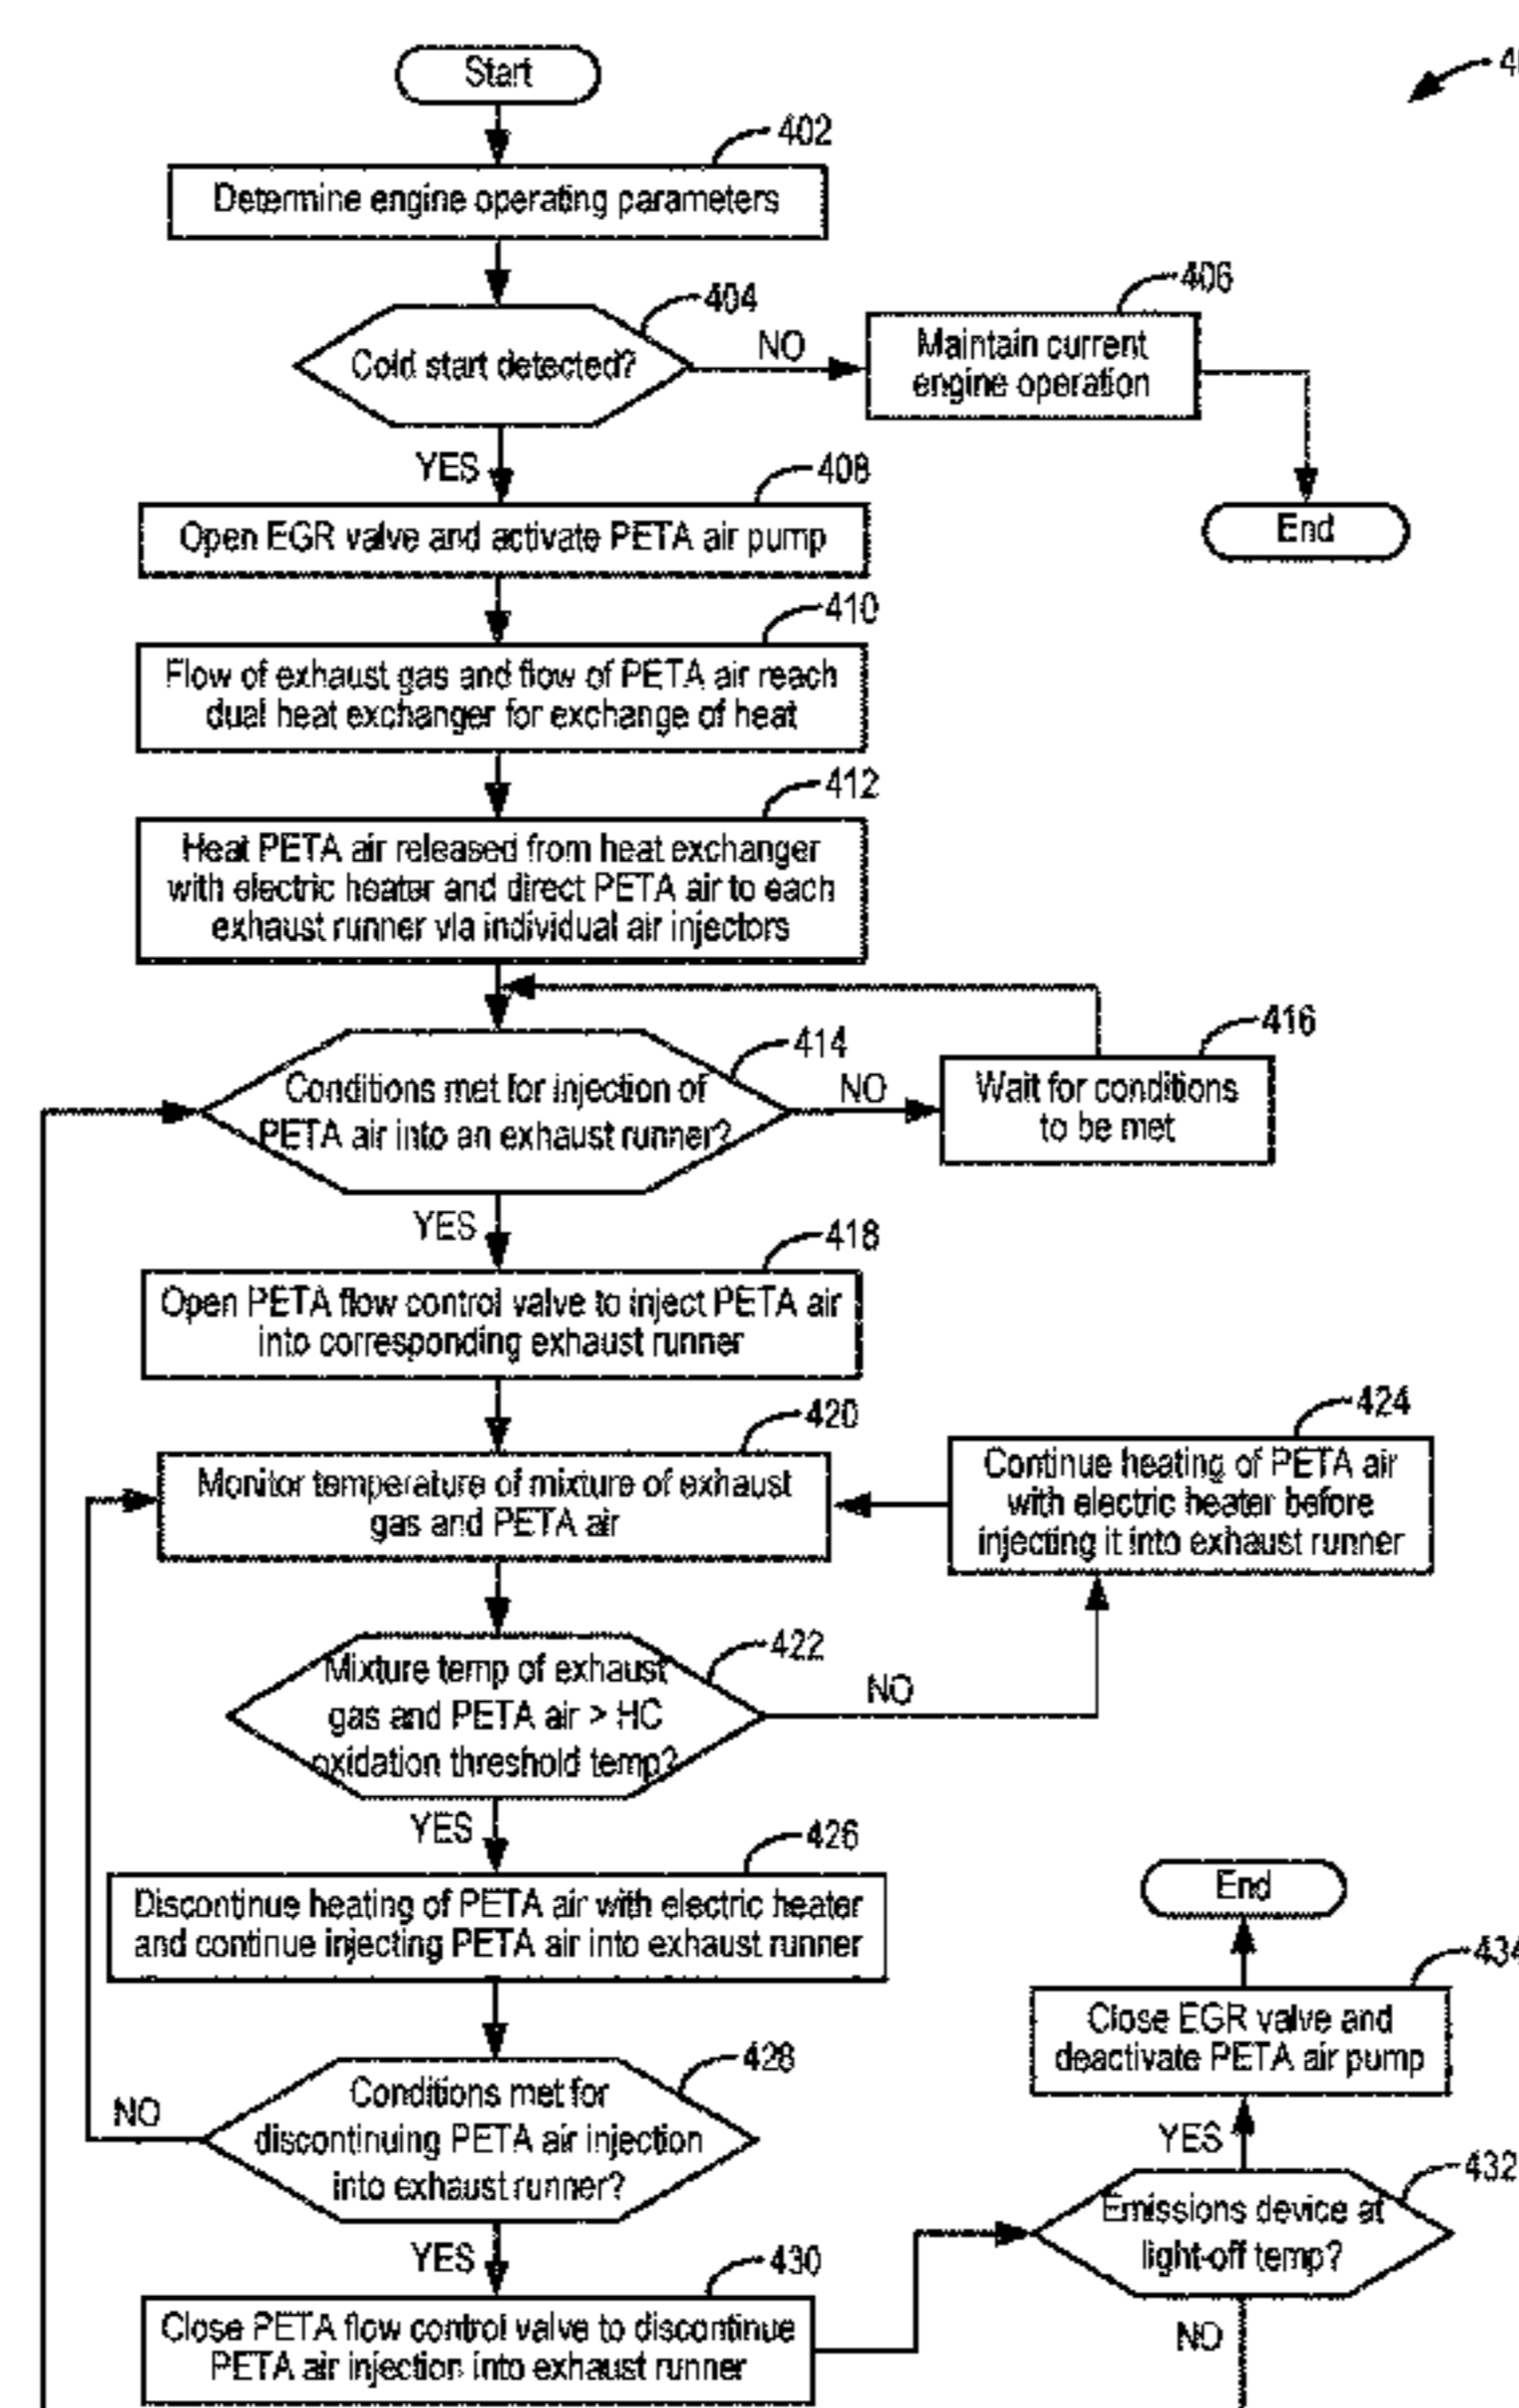 Start
40
402
Determine engine operating parameters
404
Cold start detected?
NO
406
Maintain current
engine operation
YES
End
408
Open EGR valve and activate PETA air pump
410
Flow of exhaust gas and flow of PETA air reach
dual heat exchanger for exchange of heat
412
Heat PETA air released from heat exchanger
with electric heater and direct PETA air to each
exhaust runner via individual air injectors
414
Conditions met for injection of
PETA air into an exhaust runner?
NO
416
Wait for conditions
to be met
YES
418
Open PETA flow control valve to inject PETA air
into corresponding exhaust runner
420
Monitor temperature of mixture of exhaust
gas and PETA air
424
Continue heating of PETA air
with electric heater before
injecting it into exhaust runner
422
Mixture temp of exhaust
gas and PETA air > HC
oxidation threshold temp?
NO
YES
426
Discontinue heating of PETA air with electric heater
and continue injecting PETA air into exhaust runner
428
Conditions met for
discontinuing PETA air injection
into exhaust runner?
NO
YES
430
Close PETA flow control valve to discontinue
PETA air injection into exhaust runner
End
434
Close EGR valve and
deactivate PETA air pump
YES
432
Emissions device at
light-off temp?
NO